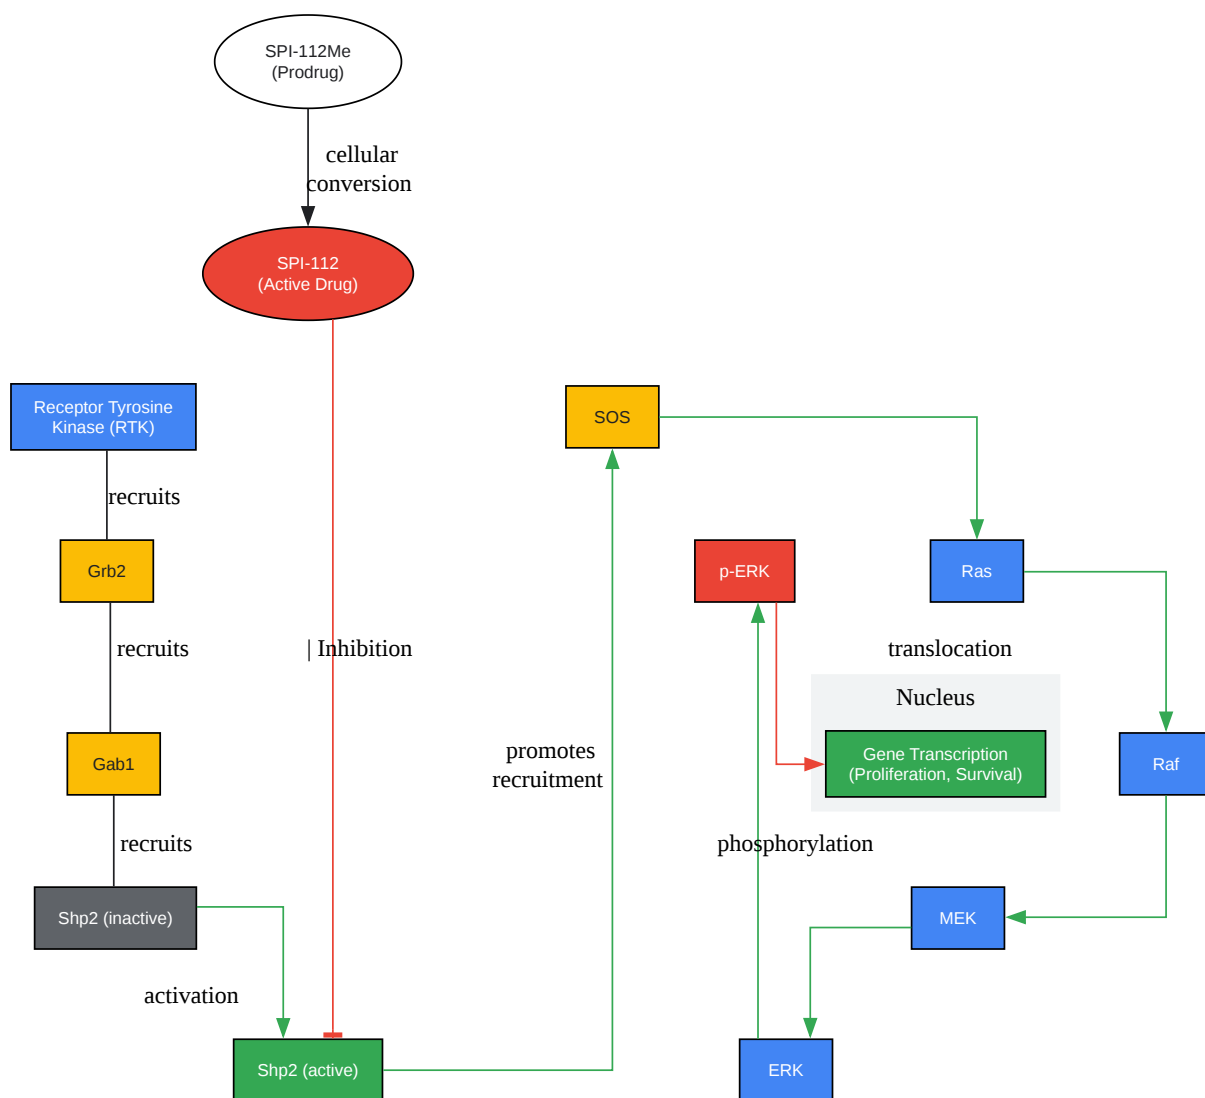 SPI-112Me
(Prodrug)
cellular
conversion
SPI-112
(Active Drug)
Receptor Tyrosine
Kinase (RTK)
SOS
recruits
Grb2
p-ERK
Ras
recruits
| Inhibition
translocation
Nucleus
Gab1
promotes
recruitment
Gene Transcription
(Proliferation, Survival)
Raf
recruits
phosphorylation
Shp2 (inactive)
MEK
activation
Shp2 (active)
ERK